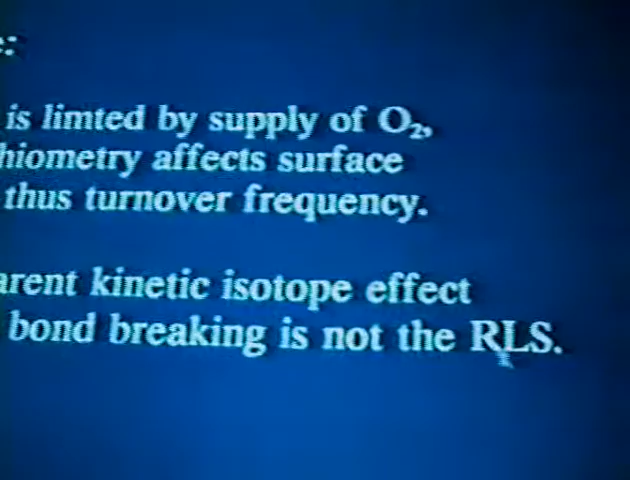 e:
is limted by supply of O₂,
hiometry affects surface
thus turnover frequency.
arent kinetic isotope effect
bond breaking is not the RLS.